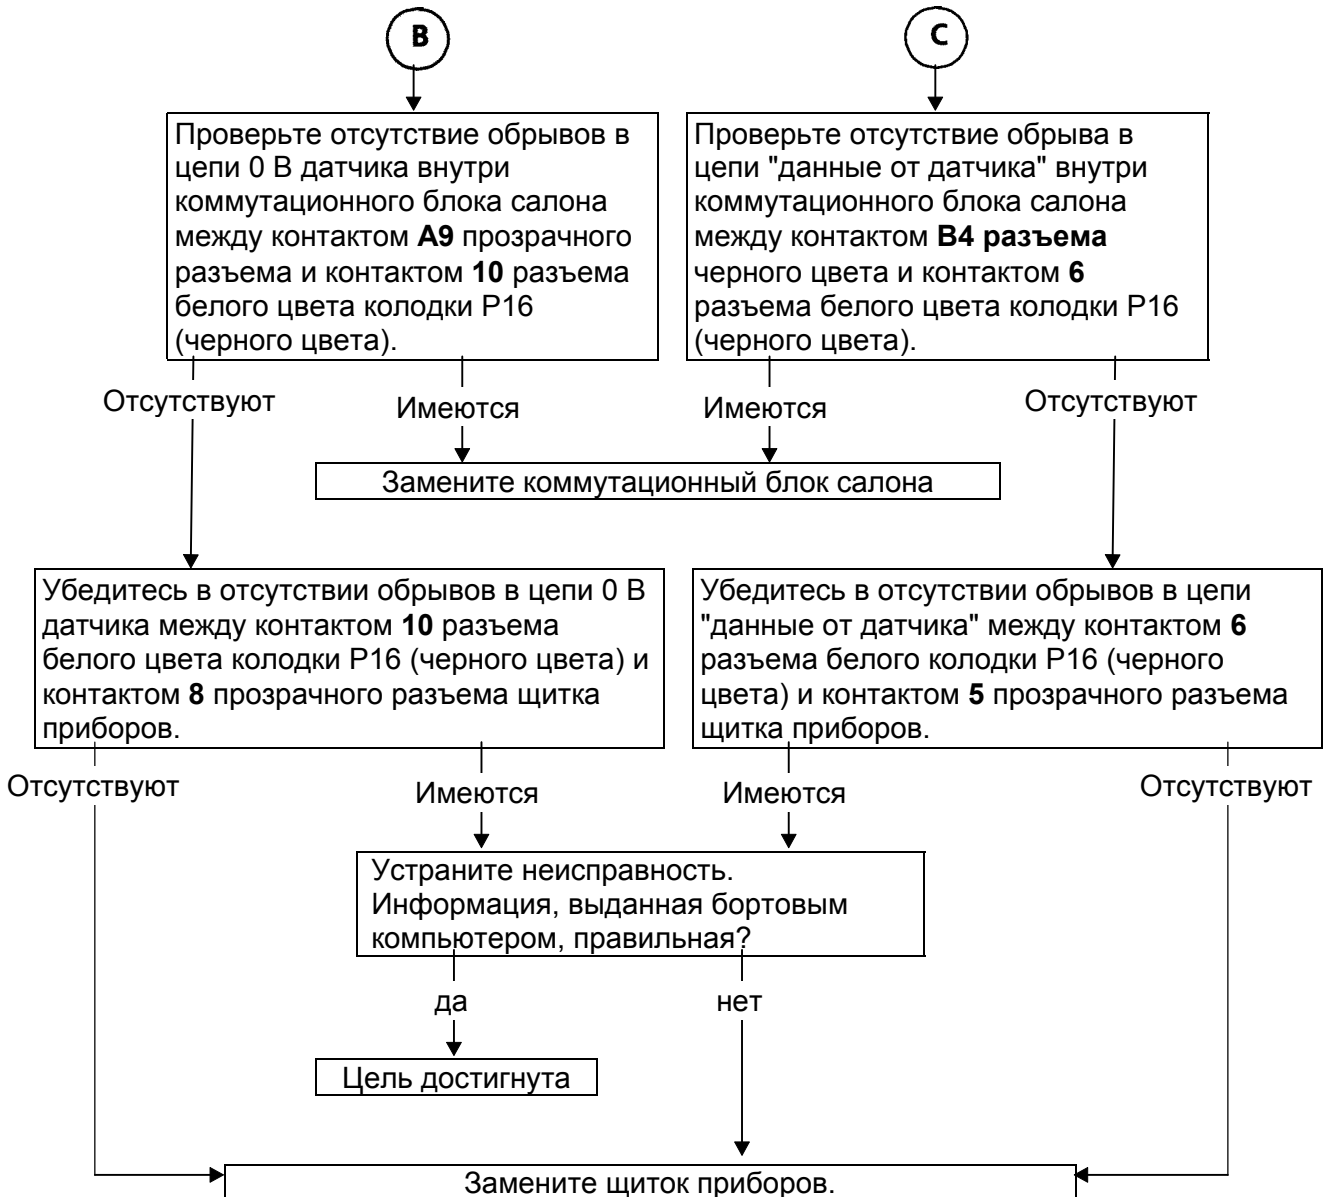 B
C
Проверьте отсутствие обрывов в
цепи 0 В датчика внутри
коммутационного блока салона
между контактом A9 прозрачного
разъема и контактом 10 разъема
белого цвета колодки P16
(черного цвета).
Проверьте отсутствие обрыва в
цепи "данные от датчика" внутри
коммутационного блока салона
между контактом B4 разъема
черного цвета и контактом 6
разъема белого цвета колодки P16
(черного цвета).
Отсутствуют
Имеются
Имеются
Отсутствуют
Замените коммутационный блок салона
Убедитесь в отсутствии обрывов в цепи 0 В
датчика между контактом 10 разъема
белого цвета колодки P16 (черного цвета) и
контактом 8 прозрачного разъема щитка
приборов.
Убедитесь в отсутствии обрывов в цепи
"данные от датчика" между контактом 6
разъема белого колодки P16 (черного
цвета) и контактом 5 прозрачного разъема
щитка приборов.
Отсутствуют
Имеются
Имеются
Отсутствуют
Устраните неисправность.
Информация, выданная бортовым
компьютером, правильная?
да
нет
Цель достигнута
Замените щиток приборов.